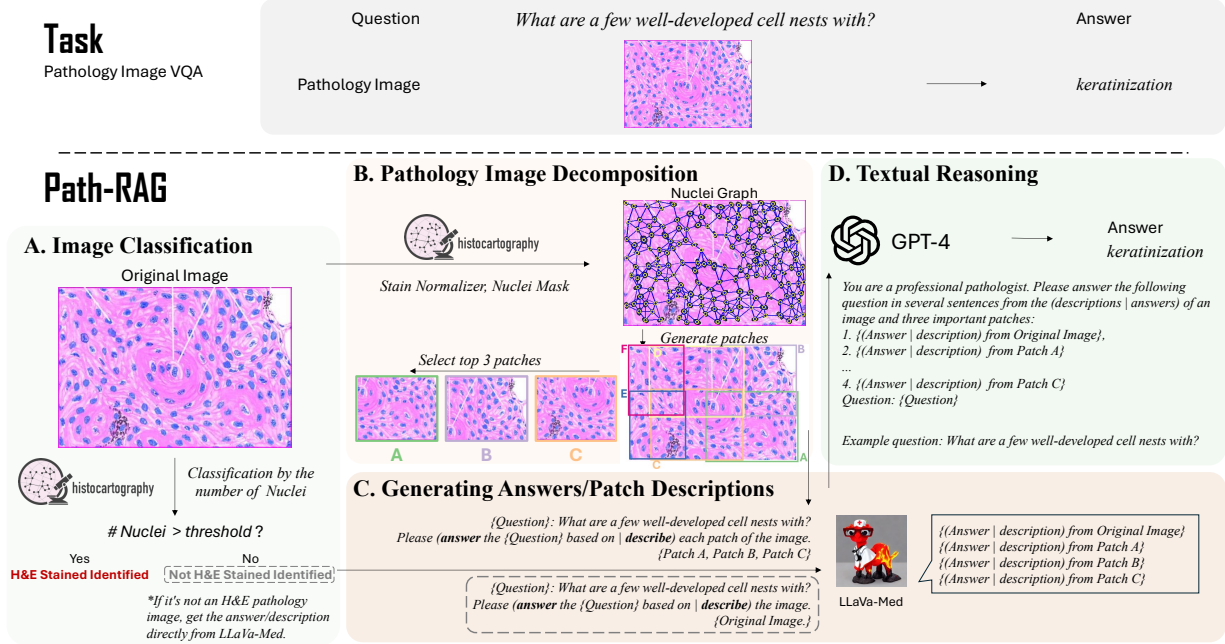 Task
Pathology Image VQA
Question
What are a few well-developed cell nests with?
Answer
Pathology Image
keratinization
Path-RAG
A. Image Classification
Original Image
histocartography
Classification by the
number of Nuclei
# Nuclei > threshold ?
Yes
No
H&E Stained Identified
Not H&E Stained Identified
*If it's not an H&E pathology
image, get the answer/description
directly from LLaVa-Med.
B. Pathology Image Decomposition
Nuclei Graph
histocartography
Stain Normalizer, Nuclei Mask
Generate patches
Select top 3 patches
F
D
B
E
C
A
A
B
C
C. Generating Answers/Patch Descriptions
{Question}: What are a few well-developed cell nests with?
Please (answer the {Question} based on | describe) each patch of the image.
{Patch A, Patch B, Patch C}
{Question}: What are a few well-developed cell nests with?
Please (answer the {Question} based on | describe) the image.
{Original Image.}
LLaVa-Med
{(Answer | description) from Original Image}
{(Answer | description) from Patch A}
{(Answer | description) from Patch B}
{(Answer | description) from Patch C}
D. Textual Reasoning
GPT-4
Answer
keratinization
You are a professional pathologist. Please answer the following
question in several sentences from the (descriptions | answers) of an
image and three important patches:
1. {(Answer | description) from Original Image},
2. {(Answer | description) from Patch A}
...
4. {(Answer | description) from Patch C}
Question: {Question}
Example question: What are a few well-developed cell nests with?